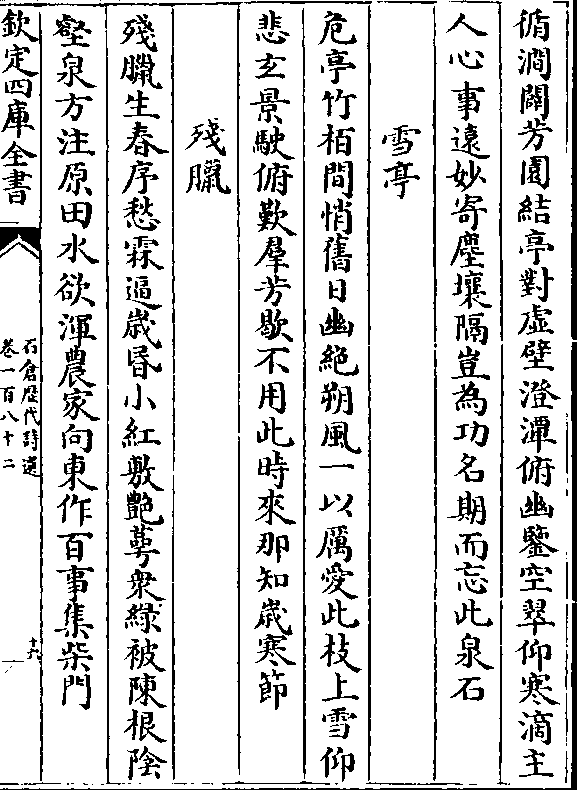 循澗闢芳園結亭對虛壁澄潭俯幽鑒空翠仰寒滴主
人心事遠妙寄塵壤隔豈為功名期而忘此泉石
雪亭
危亭竹栢間悄舊日幽絶朔風一以厲愛此枝上雪仰
悲玄景駛俯歎羣芳歇不用此時來那知歳寒節
殘臘
殘臘生春序愁霖逼歳昏小紅敷艶萼衆緑被陳根陰
壑泉方注原田水欲渾農家向東作百事集柴門
欽定四庫全書
石倉歴代詩選
卷一百八十二
十六